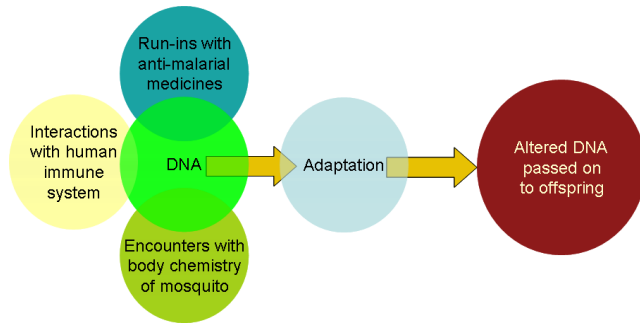 Run-ins with
anti-malarial
medicines
Interactions
with human
immune
system
DNA
Encounters with
body chemistry
of mosquito
Adaptation
Altered DNA
passed on
to offspring